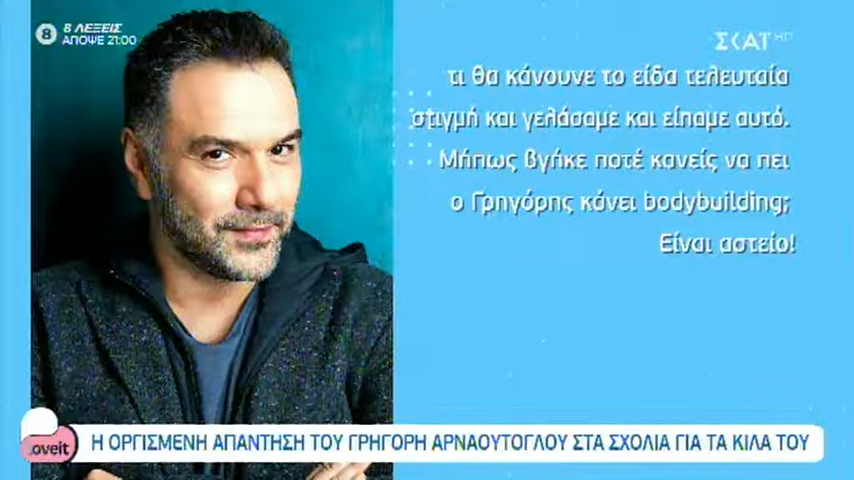 8 8 ΛΕΞΕΙΣ
ΑΠΟΨΕ 21:00
ΣΚΑΪ HD
τι θα κάνουνε το είδα τελευταία
στιγμή και γελάσαμε και είπαμε αυτό.
Μήπως βγήκε ποτέ κανείς να πει
ο Γρηγόρης κάνει bodybuilding;
Είναι αστείο!
loveit
Η ΟΡΓΙΣΜΕΝΗ ΑΠΑΝΤΗΣΗ ΤΟΥ ΓΡΗΓΟΡΗ ΑΡΝΑΟΥΤΟΓΛΟΥ ΣΤΑ ΣΧΟΛΙΑ ΓΙΑ ΤΑ ΚΙΛΑ ΤΟΥ